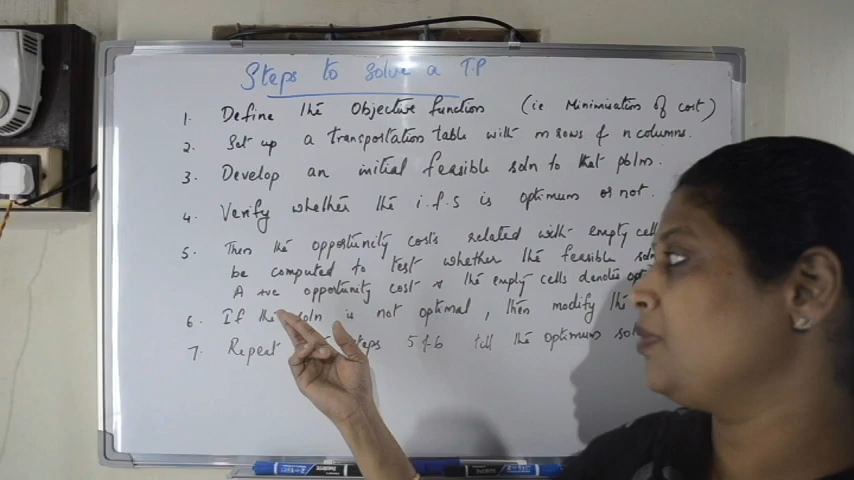 Steps to solve a T.P
1. Define the Objective function (ie Minimisation of cost)
2. Set up a transportation table with m rows & n columns.
3. Develop an initial feasible soln to that pblm.
4. Verify whether the i.f.s is optimum or not.
5. Then the opportunity costs related with empty cell
be computed to test whether the feasible soln
A +ve opportunity cost & the empty cells denote
6. If the soln is not optimal, then modify the
7. Repeat steps 5 & 6 till the optimum